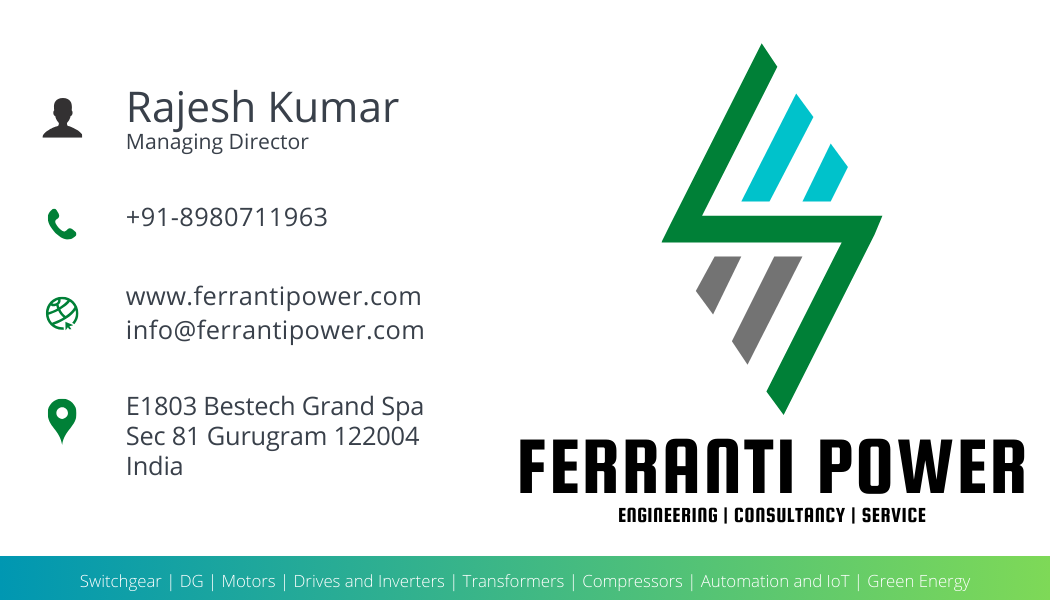 Rajesh Kumar
Managing Director
+91-8980711963
www.ferrantipower.com
info@ferrantipower.com
E1803 Bestech Grand Spa
Sec 81 Gurugram 122004
India
FERRANTI POWER
ENGINEERING | CONSULTANCY | SERVICE
Switchgear | DG | Motors | Drives and Inverters | Transformers | Compressors | Automation and IoT | Green Energy